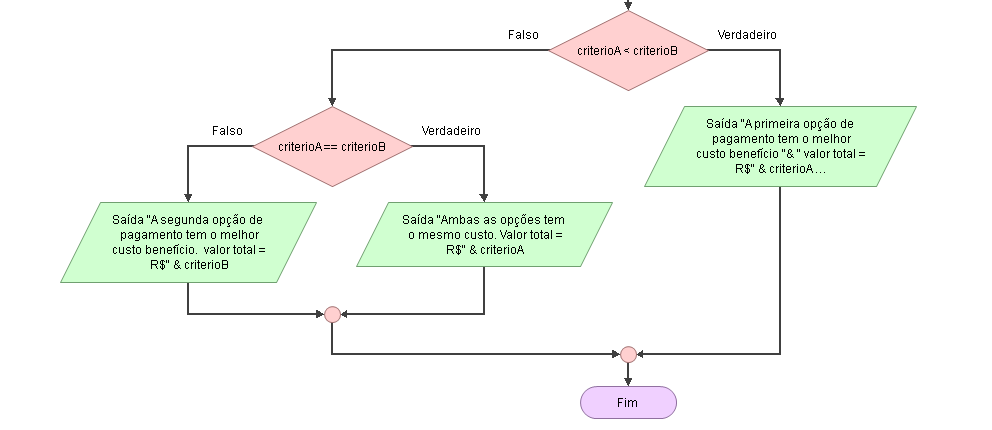 Falso
criterioA < criterioB
Verdadeiro
Saída "A primeira opção de
pagamento tem o melhor
custo benefício "& " valor total =
R$" & criterioA...
Falso
criterioA == criterioB
Verdadeiro
Saída "A segunda opção de
pagamento tem o melhor
custo benefício.  valor total =
R$" & criterioB
Saída "Ambas as opções tem
o mesmo custo. Valor total =
R$" & criterioA
Fim